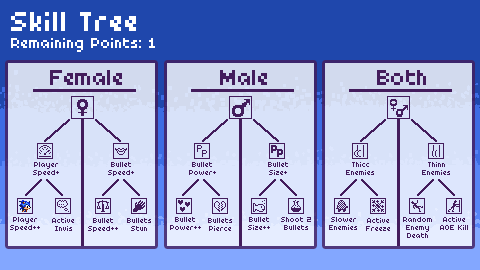 Skill Tree
Remaining Points: 1
Female
Male
Both
Player
Speed+
Bullet
Speed+
Player
Speed++
Active
Invis
Bullet
Speed++
Bullets
Stun
PP
Bullet
Power+
PP
Bullet
Size+
Bullet
Power++
Bullets
Pierce
Bullet
Size++
Shoot 2
Bullets
Thicc
Enemies
Thinn
Enemies
Slower
Enemies
Active
Freeze
Random
Enemy
Death
Active
AOE Kill